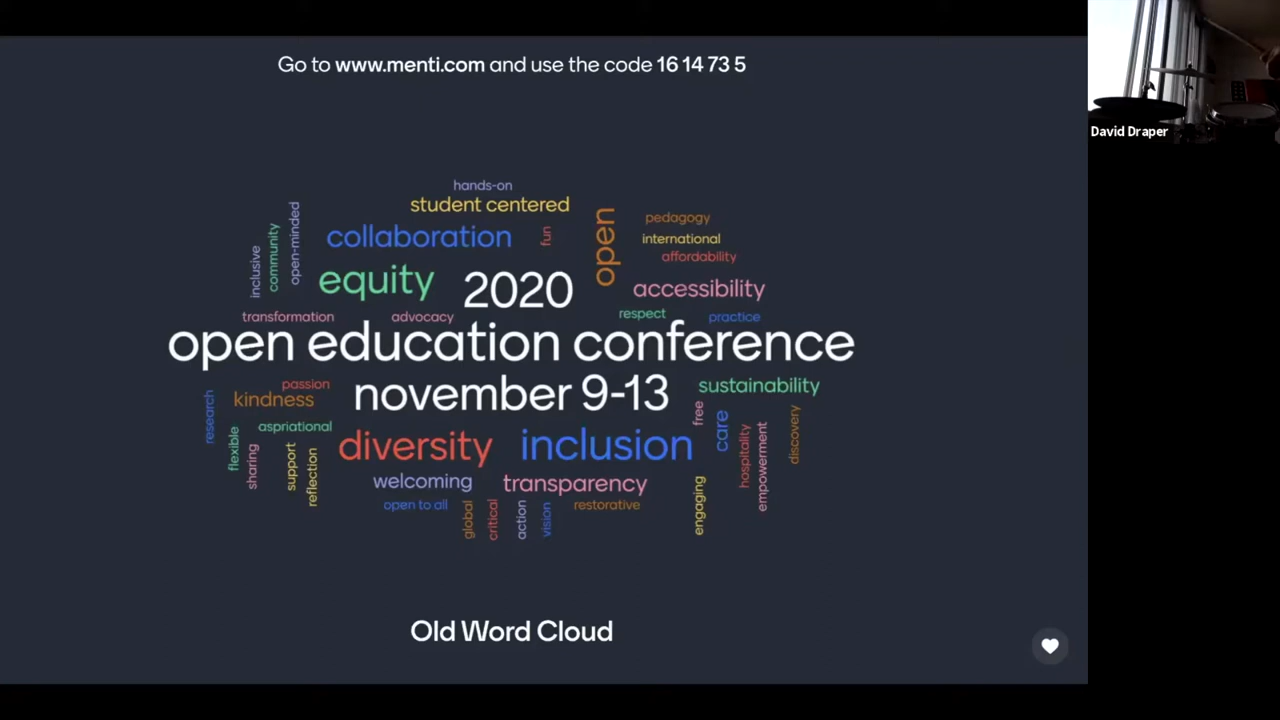 Go to www.menti.com and use the code 16 14 73 5
David Draper
hands-on
student centered
collaboration
fun
open
pedagogy
international
affordability
inclusive
community
open-minded
equity
2020
accessibility
transformation
advocacy
respect
practice
open education conference
passion
kindness
november 9-13
sustainability
research
flexible
sharing
aspriational
support
reflection
diversity
inclusion
free
care
hospitality
empowerment
discovery
welcoming
transparency
engaging
open to all
global
critical
action
vision
restorative
Old Word Cloud